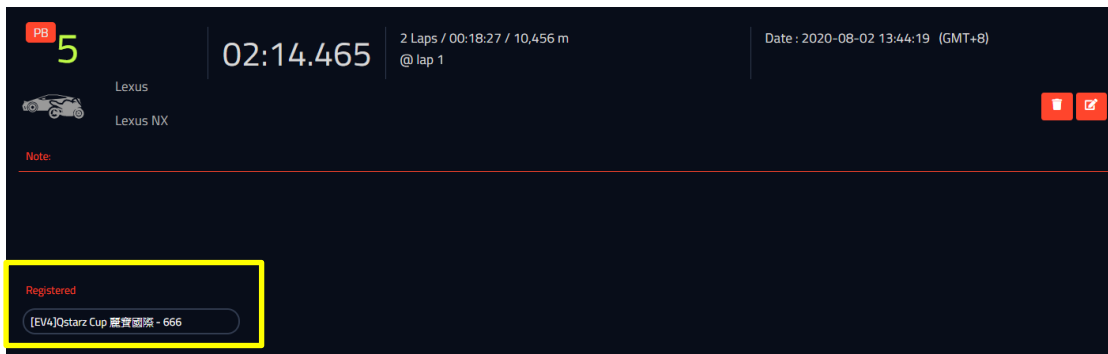 PB
5
02:14.465
2 Laps / 00:18:27 / 10,456 m
@ lap 1
Date : 2020-08-02 13:44:19 (GMT+8)
Lexus
Lexus NX
Note:
Registered
[EV4]Qstarz Cup 麗寶國際 - 666